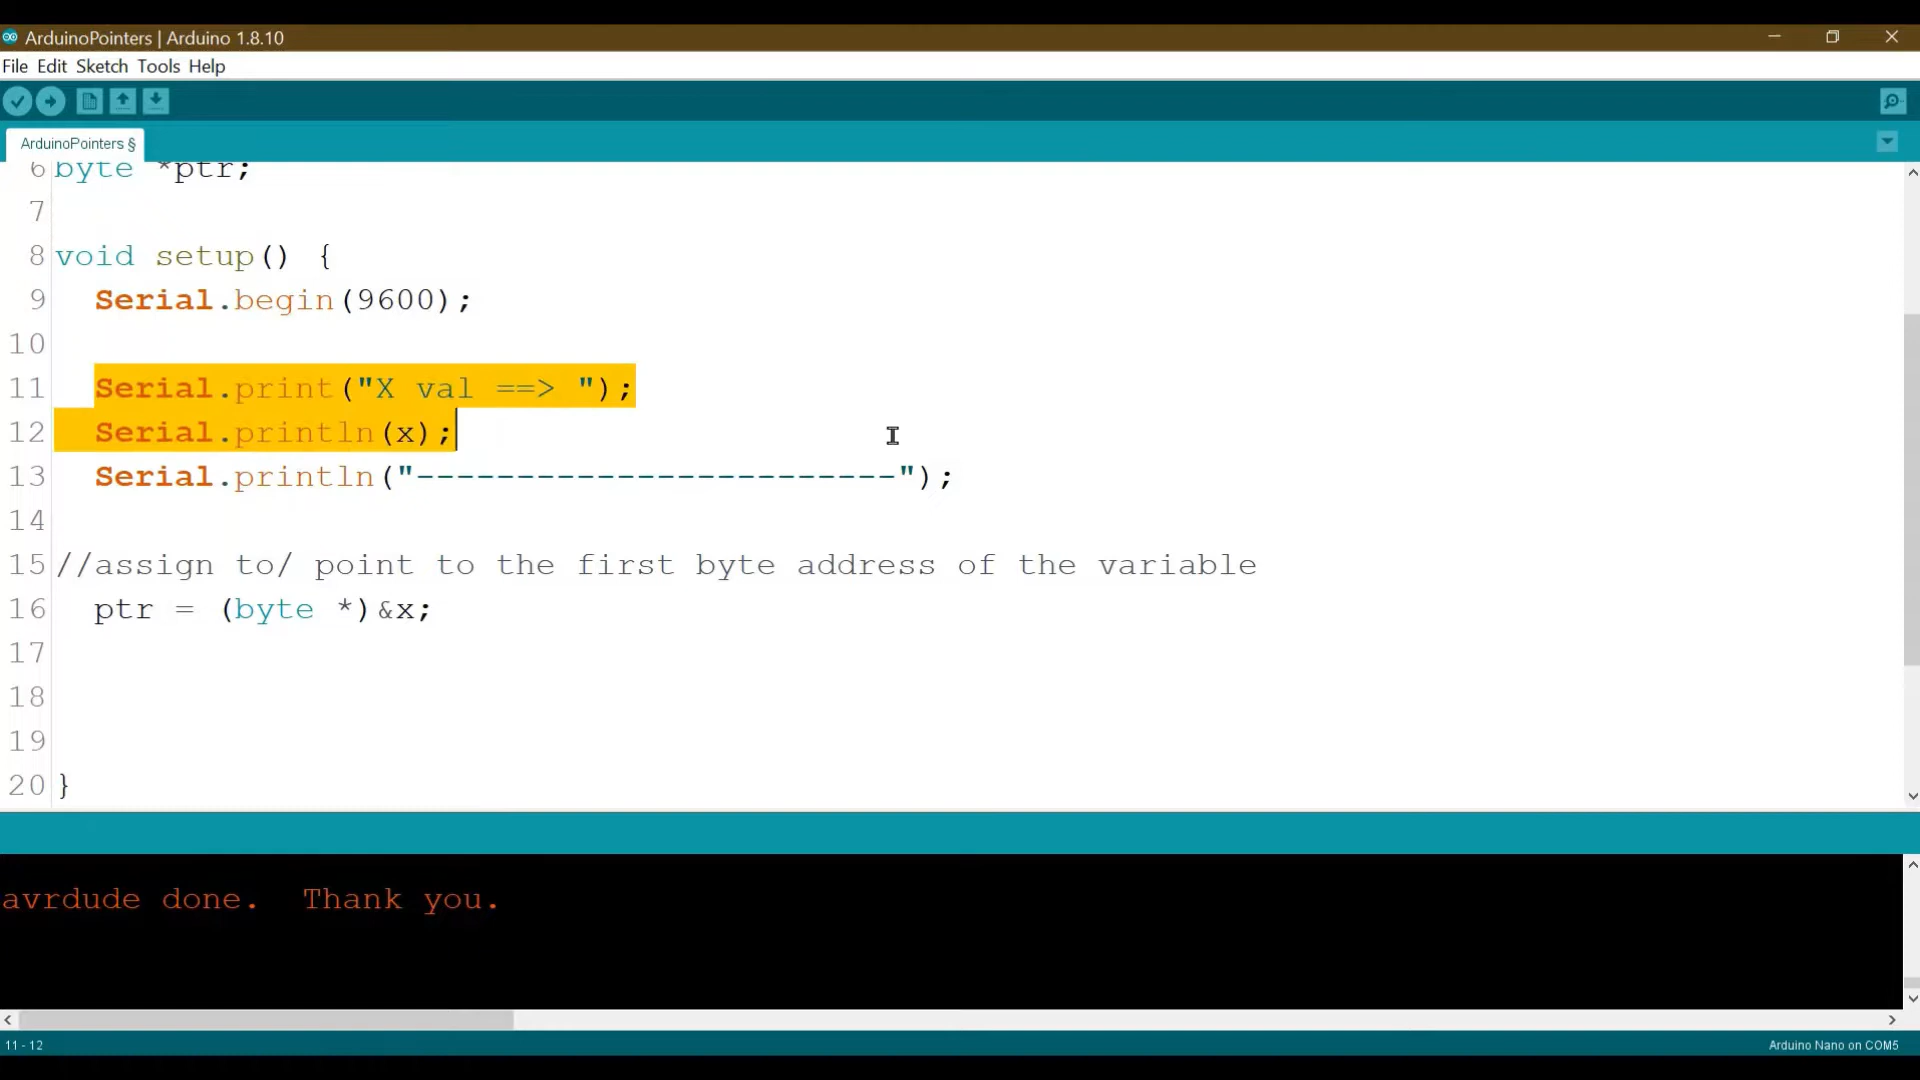 ArduinoPointers | Arduino 1.8.10
File Edit Sketch Tools Help
ArduinoPointers §
6 byte *ptr;
7
8 void setup() {
9 Serial.begin(9600);
10
11 Serial.print("X val ==> ");
12 Serial.println(x);
13 Serial.println("------------------------");
14
15 //assign to/ point to the first byte address of the variable
16 ptr = (byte *)&x;
17
18
19
20 }
avrdude done.  Thank you.
11 - 12
Arduino Nano on COM5